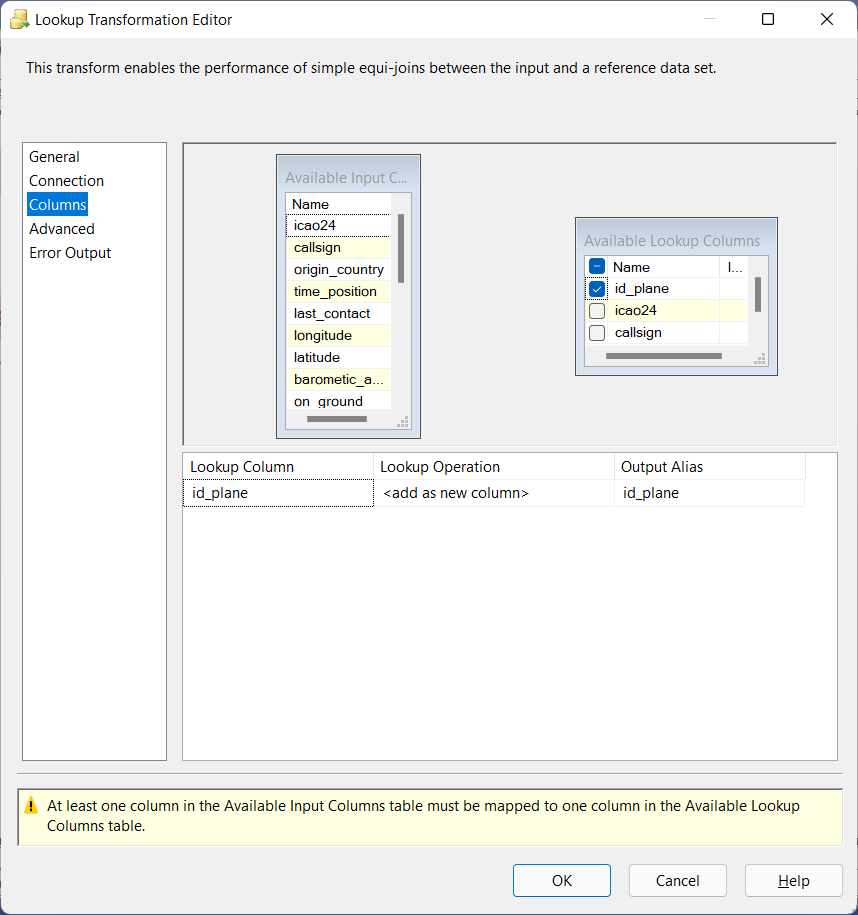 Lookup Transformation Editor
This transform enables the performance of simple equi-joins between the input and a reference data set.
General
Connection
Columns
Advanced
Error Output
Available Input C...
Name
icao24
callsign
origin_country
time_position
last_contact
longitude
latitude
barometic_a...
on_ground
Available Lookup Columns
Name I...
id_plane
icao24
callsign
Lookup Column Lookup Operation Output Alias
id_plane <add as new column> id_plane
At least one column in the Available Input Columns table must be mapped to one column in the Available Lookup
Columns table.
OK Cancel Help